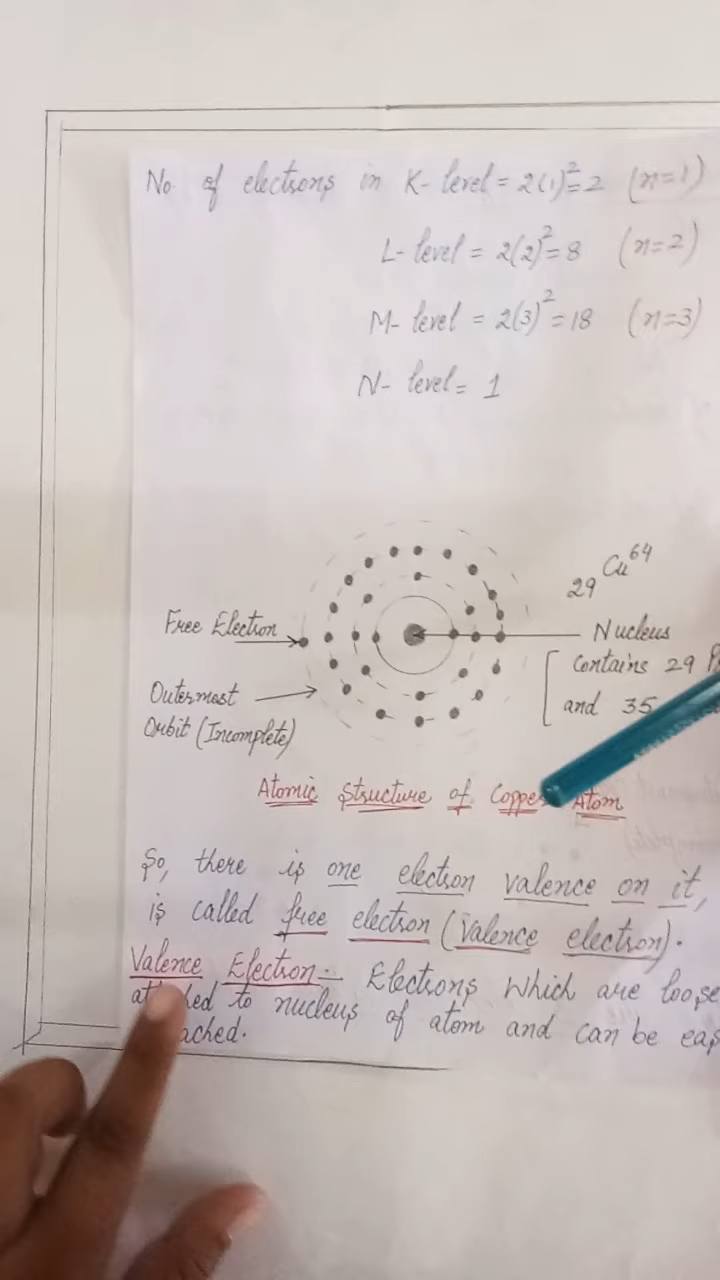 No. of electrons in K- level = 2(1)²=2 (n=1)
L- level = 2(2)²=8 (n=2)
M- level = 2(3)²=18 (n=3)
N- level = 1
₂₉Cu⁶⁴
Free Electron
Nucleus
Contains 29
and 35
Outermost
Orbit (Incomplete)
Atomic Structure of Copper Atom
So, there is one electron valence on it,
is called free electron (Valence electron).
Valence Electron:- Electrons which are loose
to nucleus of atom and can be eas